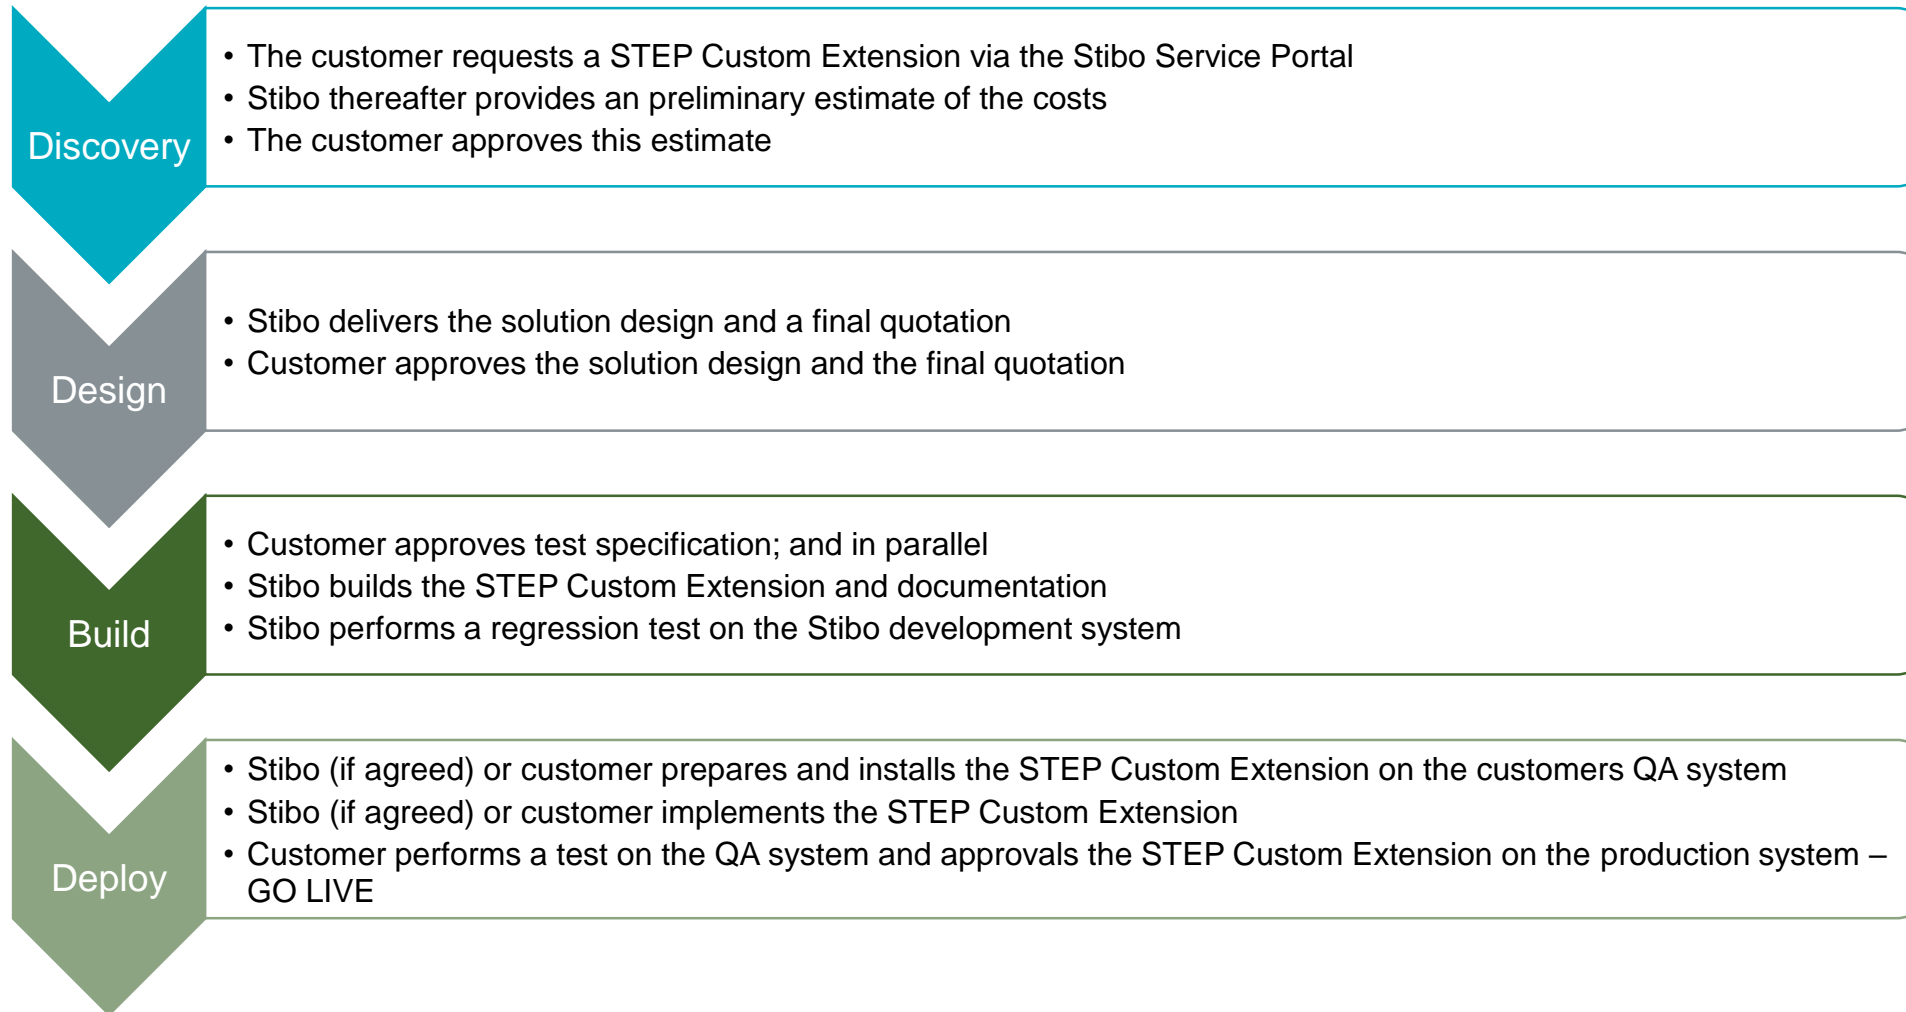 Discovery
• The customer requests a STEP Custom Extension via the Stibo Service Portal
• Stibo thereafter provides an preliminary estimate of the costs
• The customer approves this estimate
Design
• Stibo delivers the solution design and a final quotation
• Customer approves the solution design and the final quotation
Build
• Customer approves test specification; and in parallel
• Stibo builds the STEP Custom Extension and documentation
• Stibo performs a regression test on the Stibo development system
Deploy
• Stibo (if agreed) or customer prepares and installs the STEP Custom Extension on the customers QA system
• Stibo (if agreed) or customer implements the STEP Custom Extension
• Customer performs a test on the QA system and approvals the STEP Custom Extension on the production system –
GO LIVE